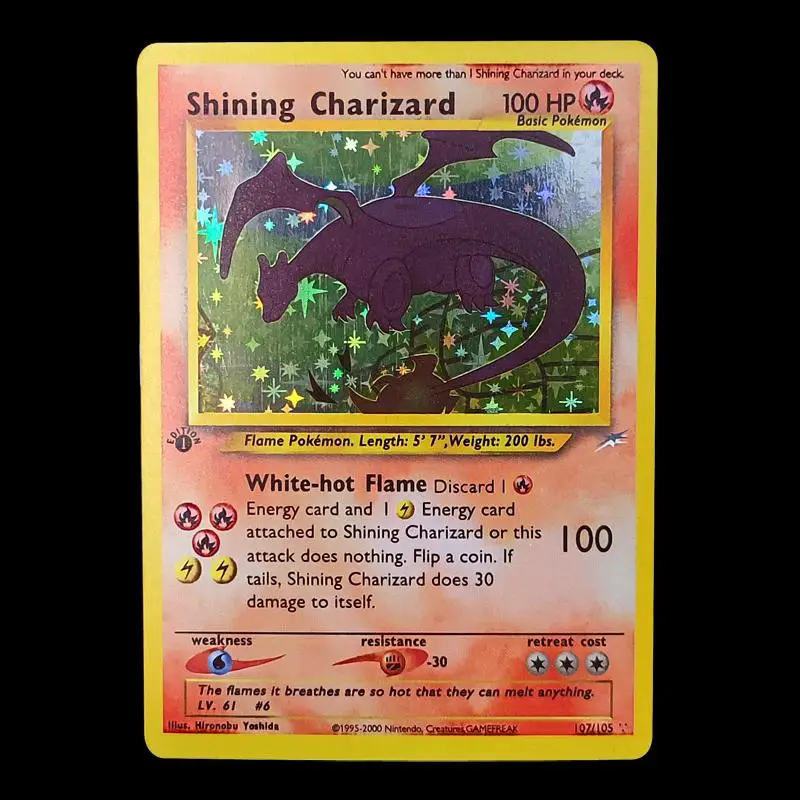 You can't have more than 1 Shining Charizard in your deck.
Shining Charizard 100 HP
Basic Pokémon
EDITION 1
Flame Pokémon. Length: 5' 7", Weight: 200 lbs.
White-hot Flame Discard 1
Energy card and 1 Energy card
attached to Shining Charizard or this
attack does nothing. Flip a coin. If
tails, Shining Charizard does 30
damage to itself.
100
weakness resistance retreat cost
-30
The flames it breathes are so hot that they can melt anything.
LV. 61 #6
Illus. Hironobu Yoshida ©1995-2000 Nintendo, Creatures, GAMEFREAK 107/105